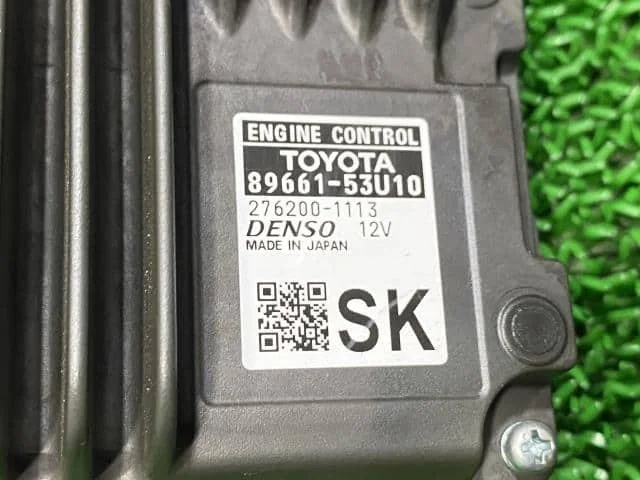 ENGINE CONTROL
TOYOTA
89661-53U10
276200-1113
DENSO 12V
MADE IN JAPAN
SK